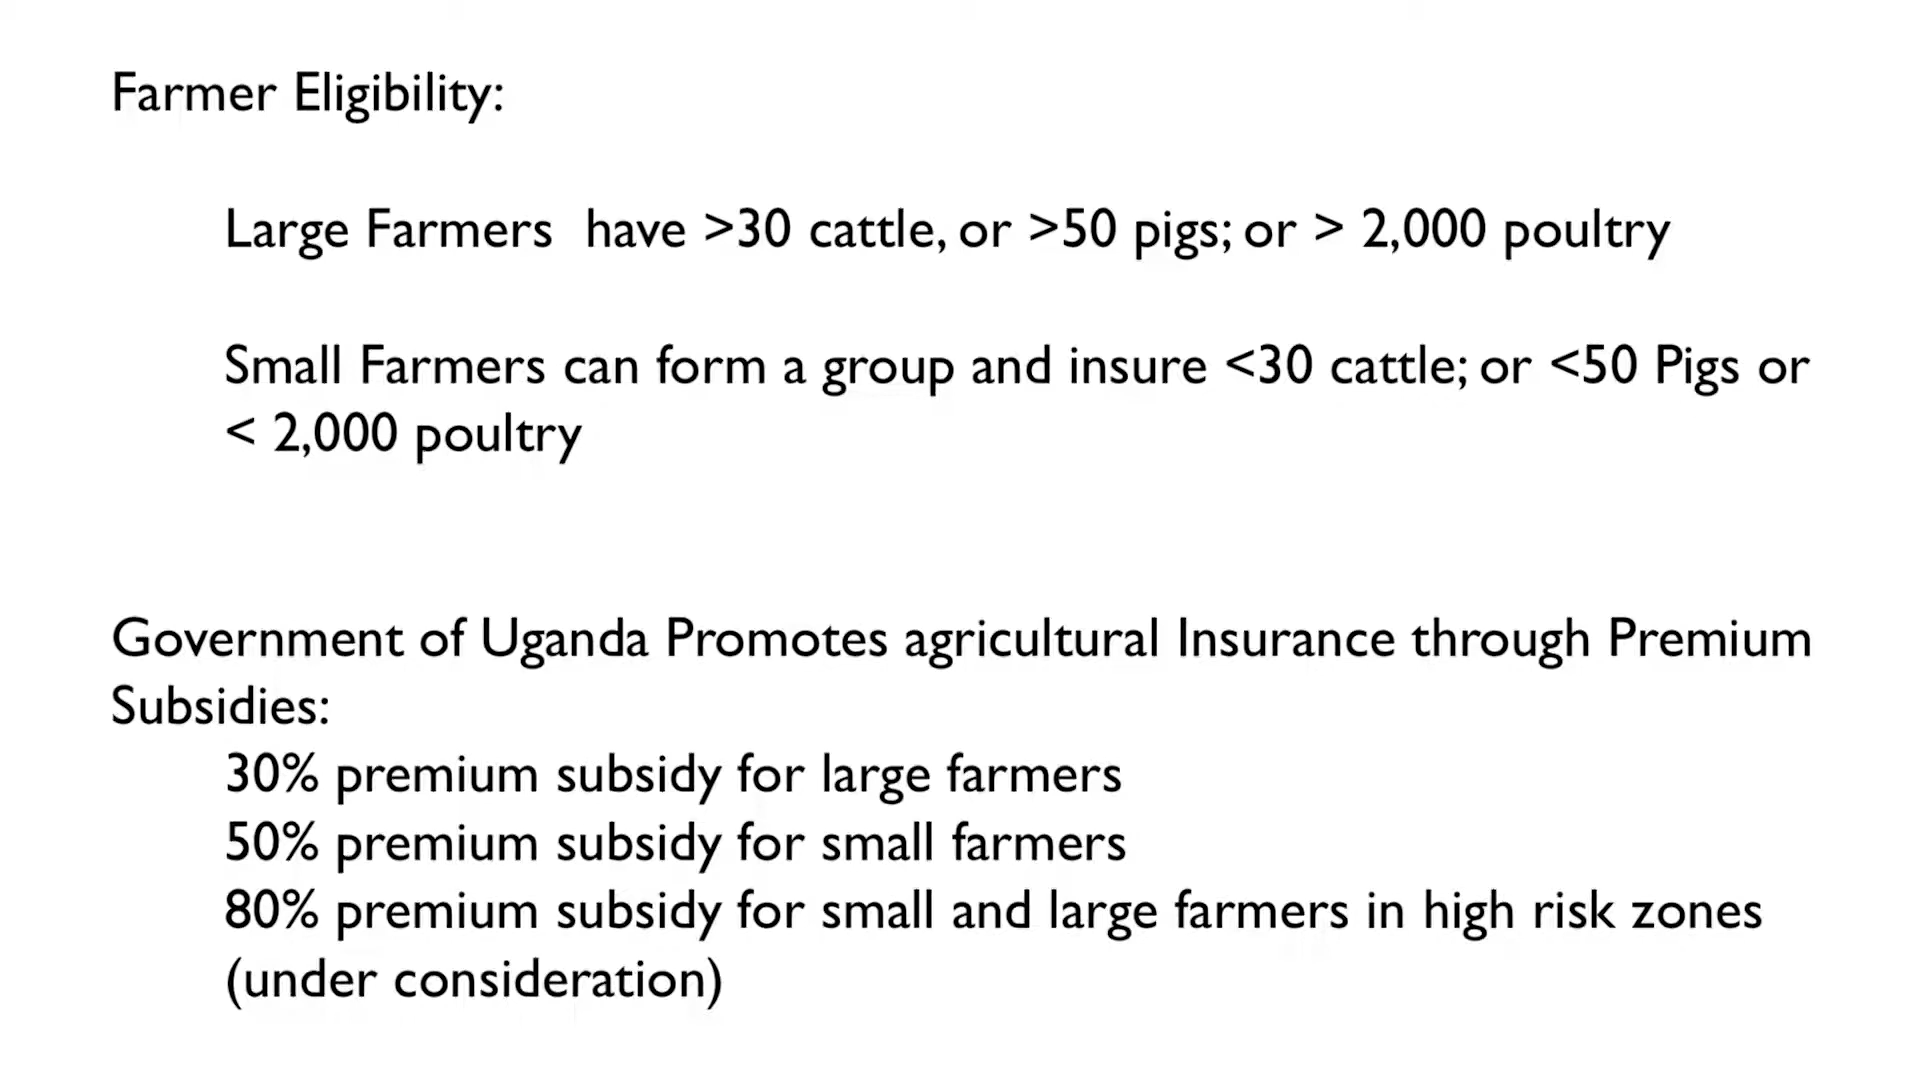 Farmer Eligibility:
Large Farmers have >30 cattle, or >50 pigs; or > 2,000 poultry
Small Farmers can form a group and insure <30 cattle; or <50 Pigs or
< 2,000 poultry
Government of Uganda Promotes agricultural Insurance through Premium
Subsidies:
30% premium subsidy for large farmers
50% premium subsidy for small farmers
80% premium subsidy for small and large farmers in high risk zones
(under consideration)